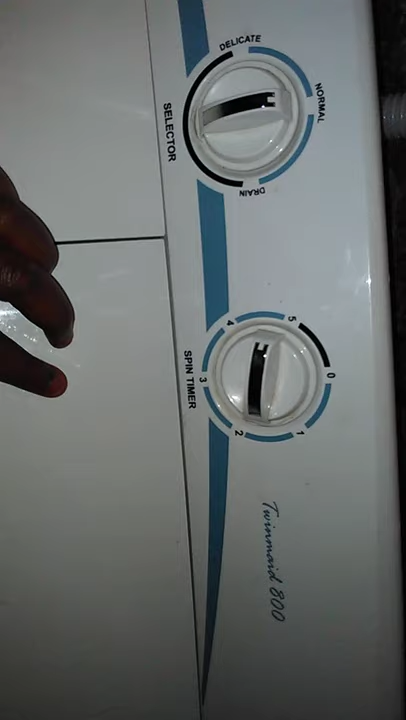 DELICATE
NORMAL
DRAIN
SELECTOR
5
4
0
3
SPIN TIMER
2
1
Twinmaid 800